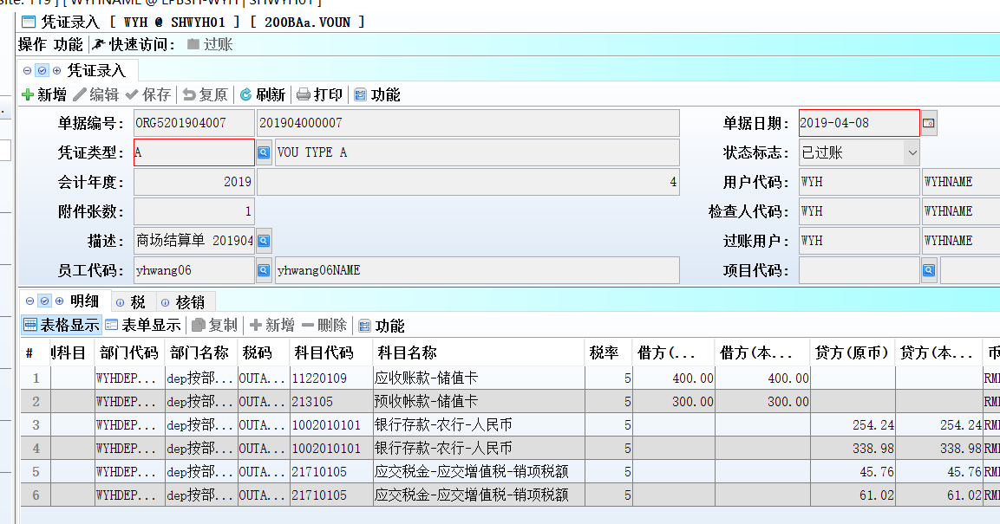 site: 119 ] [ WYHNAME @ EPBSH-WYH | SHWYH01 ]
凭证录入 [ WYH @ SHWYH01 ] [ 200BAa.VOUN ]
操作 功能 快速访问: 过账
凭证录入
新增 编辑 保存 复原 刷新 打印 功能
单据编号: ORG5201904007 201904000007 单据日期: 2019-04-08
凭证类型: A VOU TYPE A 状态标志: 已过账
会计年度: 2019 4 用户代码: WYH WYHNAME
附件张数: 1 检查人代码: WYH WYHNAME
描述: 商场结算单 201904 过账用户: WYH WYHNAME
员工代码: yhwang06 yhwang06NAME 项目代码:
明细 税 核销
表格显示 表单显示 复制 新增 删除 功能
# 科目 部门代码 部门名称 税码 科目代码 科目名称 税率 借方(... 借方(本... 贷方(原币) 贷方(本... 币
1 WYHDEP... dep按部... OUTA... 11220109 应收账款-储值卡 5 400.00 400.00 RM
2 WYHDEP... dep按部... OUTA... 213105 预收帐款-储值卡 5 300.00 300.00 RM
3 WYHDEP... dep按部... OUTA... 1002010101 银行存款-农行-人民币 5 254.24 254.24 RM
4 WYHDEP... dep按部... OUTA... 1002010101 银行存款-农行-人民币 5 338.98 338.98 RM
5 WYHDEP... dep按部... OUTA... 21710105 应交税金-应交增值税-销项税额 5 45.76 45.76 RM
6 WYHDEP... dep按部... OUTA... 21710105 应交税金-应交增值税-销项税额 5 61.02 61.02 RM